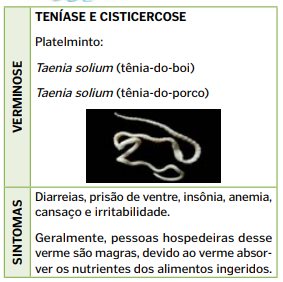 TENÍASE E CISTICERCOSE
Platelminto:
Taenia solium (tênia-do-boi)
Taenia solium (tênia-do-porco)
VERMINOSE
Diarreias, prisão de ventre, insônia, anemia,
cansaço e irritabilidade.
Geralmente, pessoas hospedeiras desse
verme são magras, devido ao verme absor-
ver os nutrientes dos alimentos ingeridos.
SINTOMAS